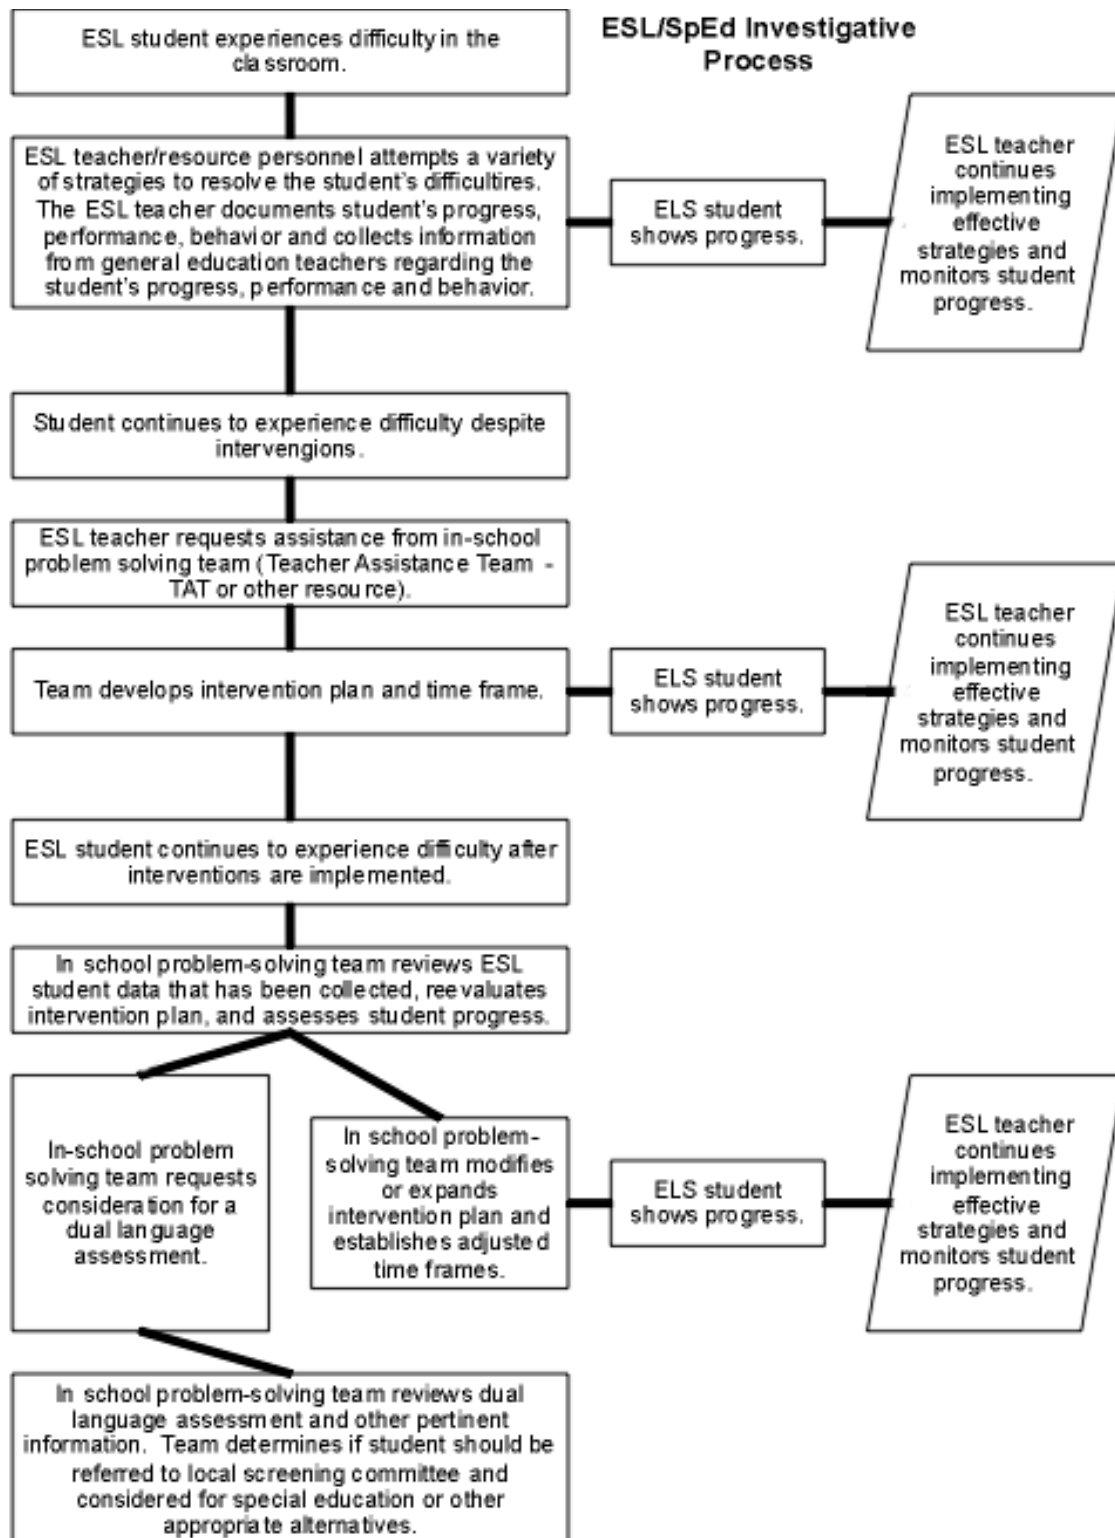 ESL/SpEd Investigative
Process
ESL student experiences difficulty in the
classroom.
ESL teacher/resource personnel attempts a variety
of strategies to resolve the student's difficultires.
The ESL teacher documents student's progress,
performance, behavior and collects information
from general education teachers regarding the
student's progress, performance and behavior.
ELS student
shows progress.
ESL teacher
continues
implementing
effective
strategies and
monitors student
progress.
Student continues to experience difficulty despite
intervengions.
ESL teacher requests assistance from in-school
problem solving team (Teacher Assistance Team -
TAT or other resource).
Team develops intervention plan and time frame.
ELS student
shows progress.
ESL teacher
continues
implementing
effective
strategies and
monitors student
progress.
ESL student continues to experience difficulty after
interventions are implemented.
In school problem-solving team reviews ESL
student data that has been collected, reevaluates
intervention plan, and assesses student progress.
In-school problem
solving team requests
consideration for a
dual language
assessment.
In school problem-
solving team modifies
or expands
intervention plan and
establishes adjusted
time frames.
ELS student
shows progress.
ESL teacher
continues
implementing
effective
strategies and
monitors student
progress.
In school problem-solving team reviews dual
language assessment and other pertinent
information. Team determines if student should be
referred to local screening committee and
considered for special education or other
appropriate alternatives.